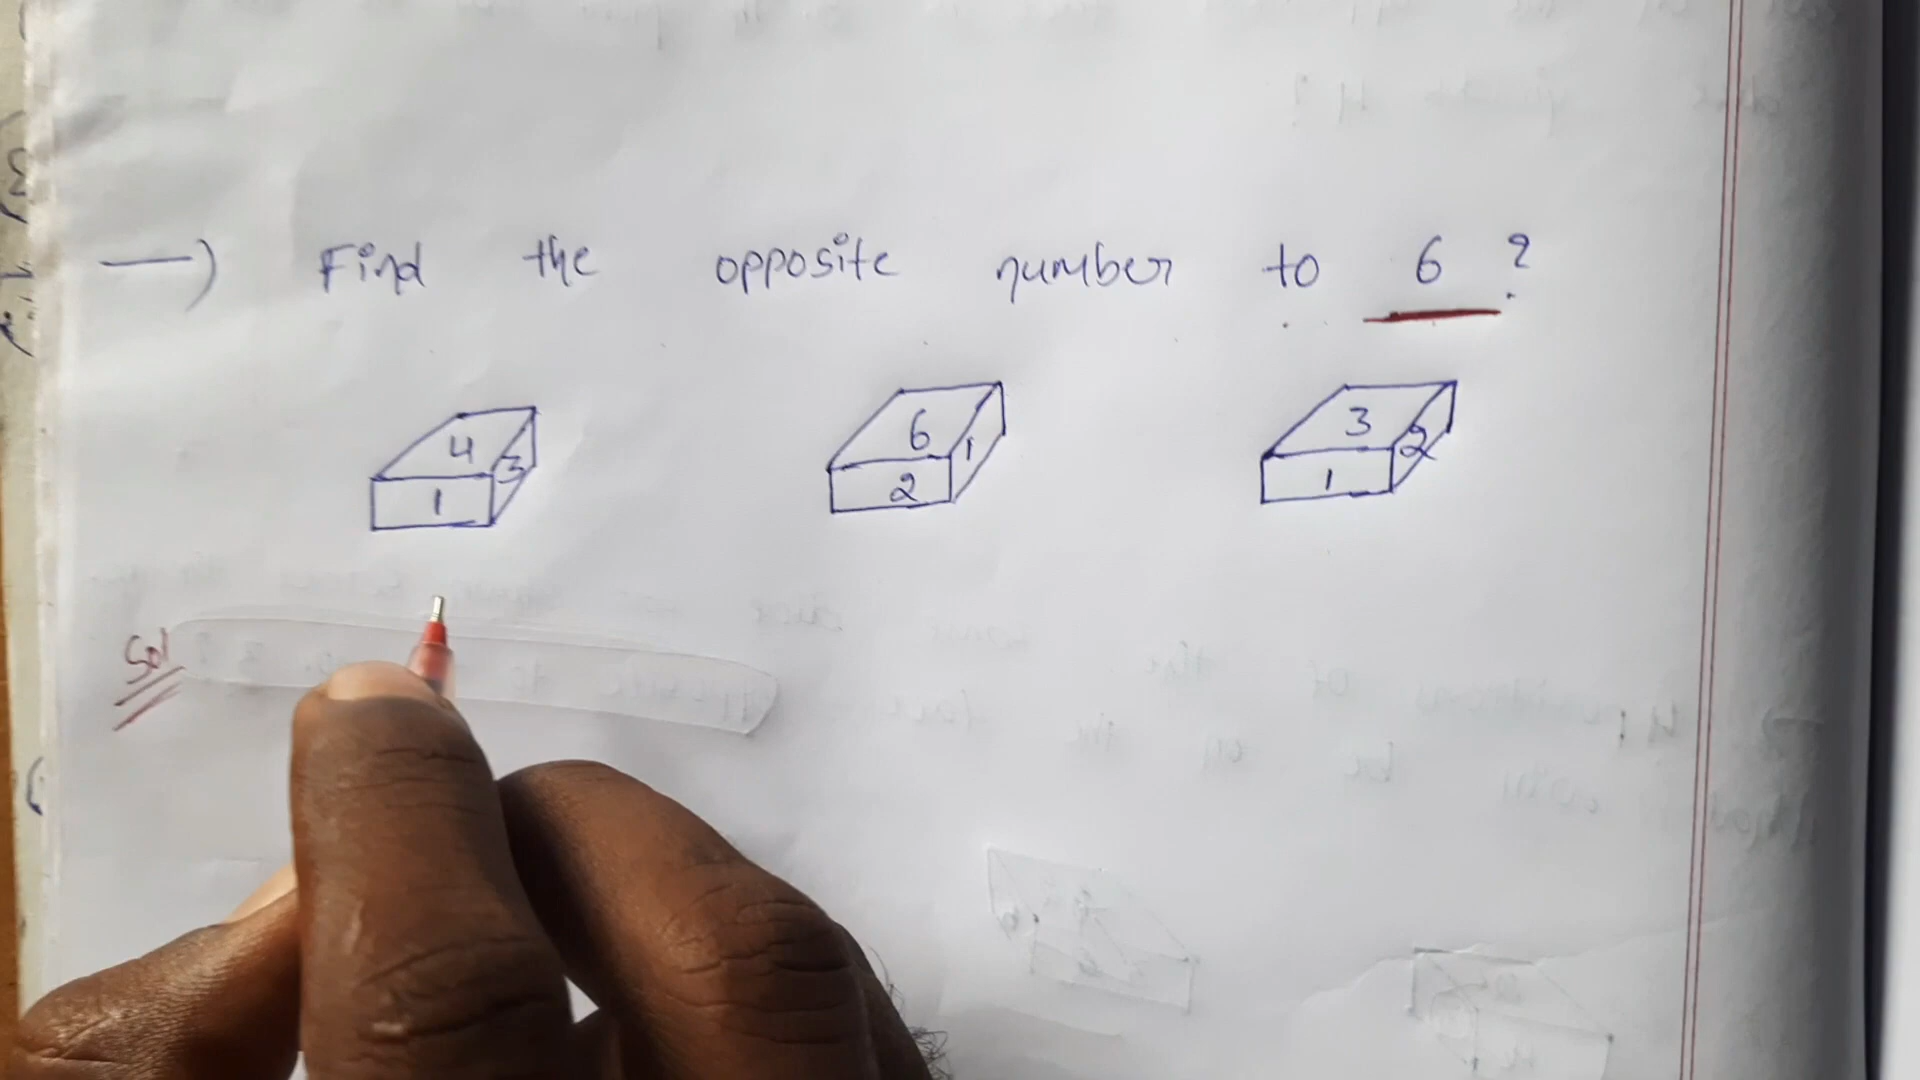 —) Find the opposite number to 6 ?
4 3 1
6 1 2
3 2 1
Sol